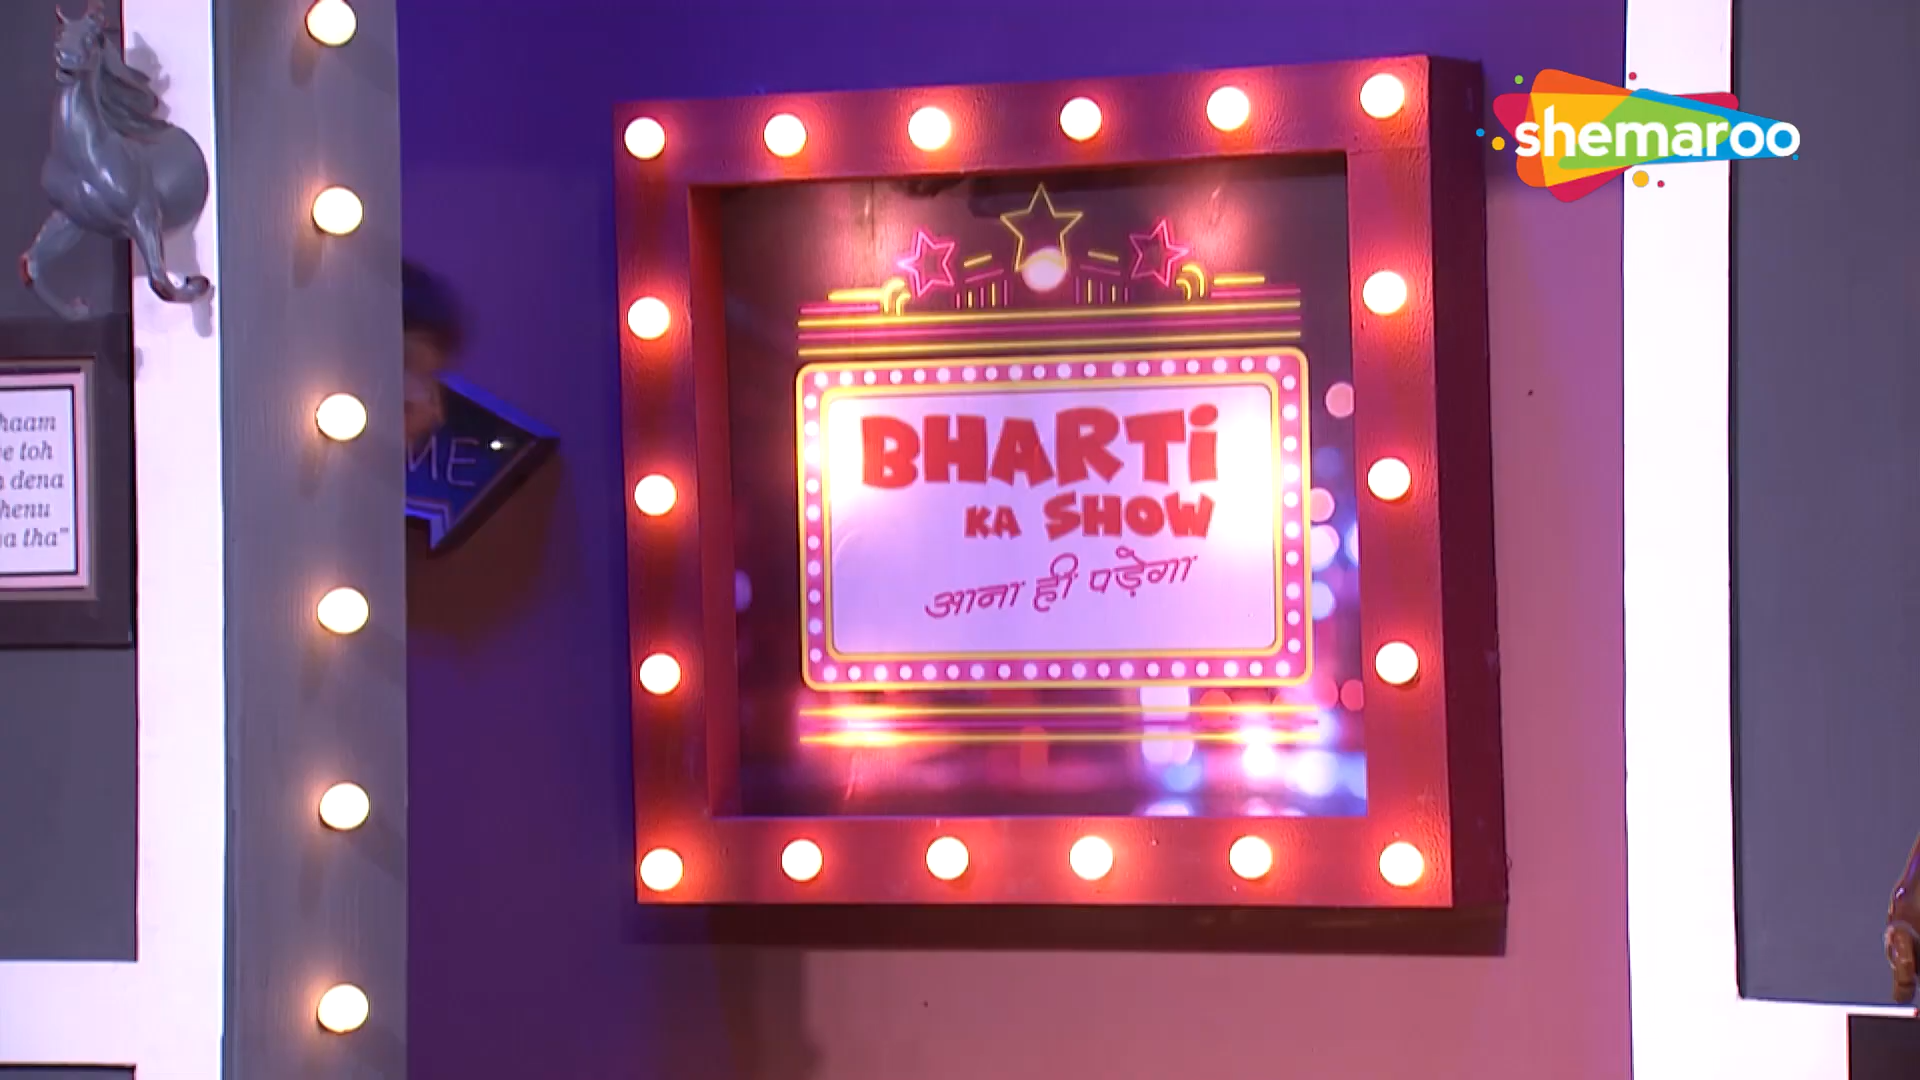 shemaroo
haam
e toh
dena
henu
a tha"
ME
BHARTi
KA SHOW
आना ही पड़ेगा